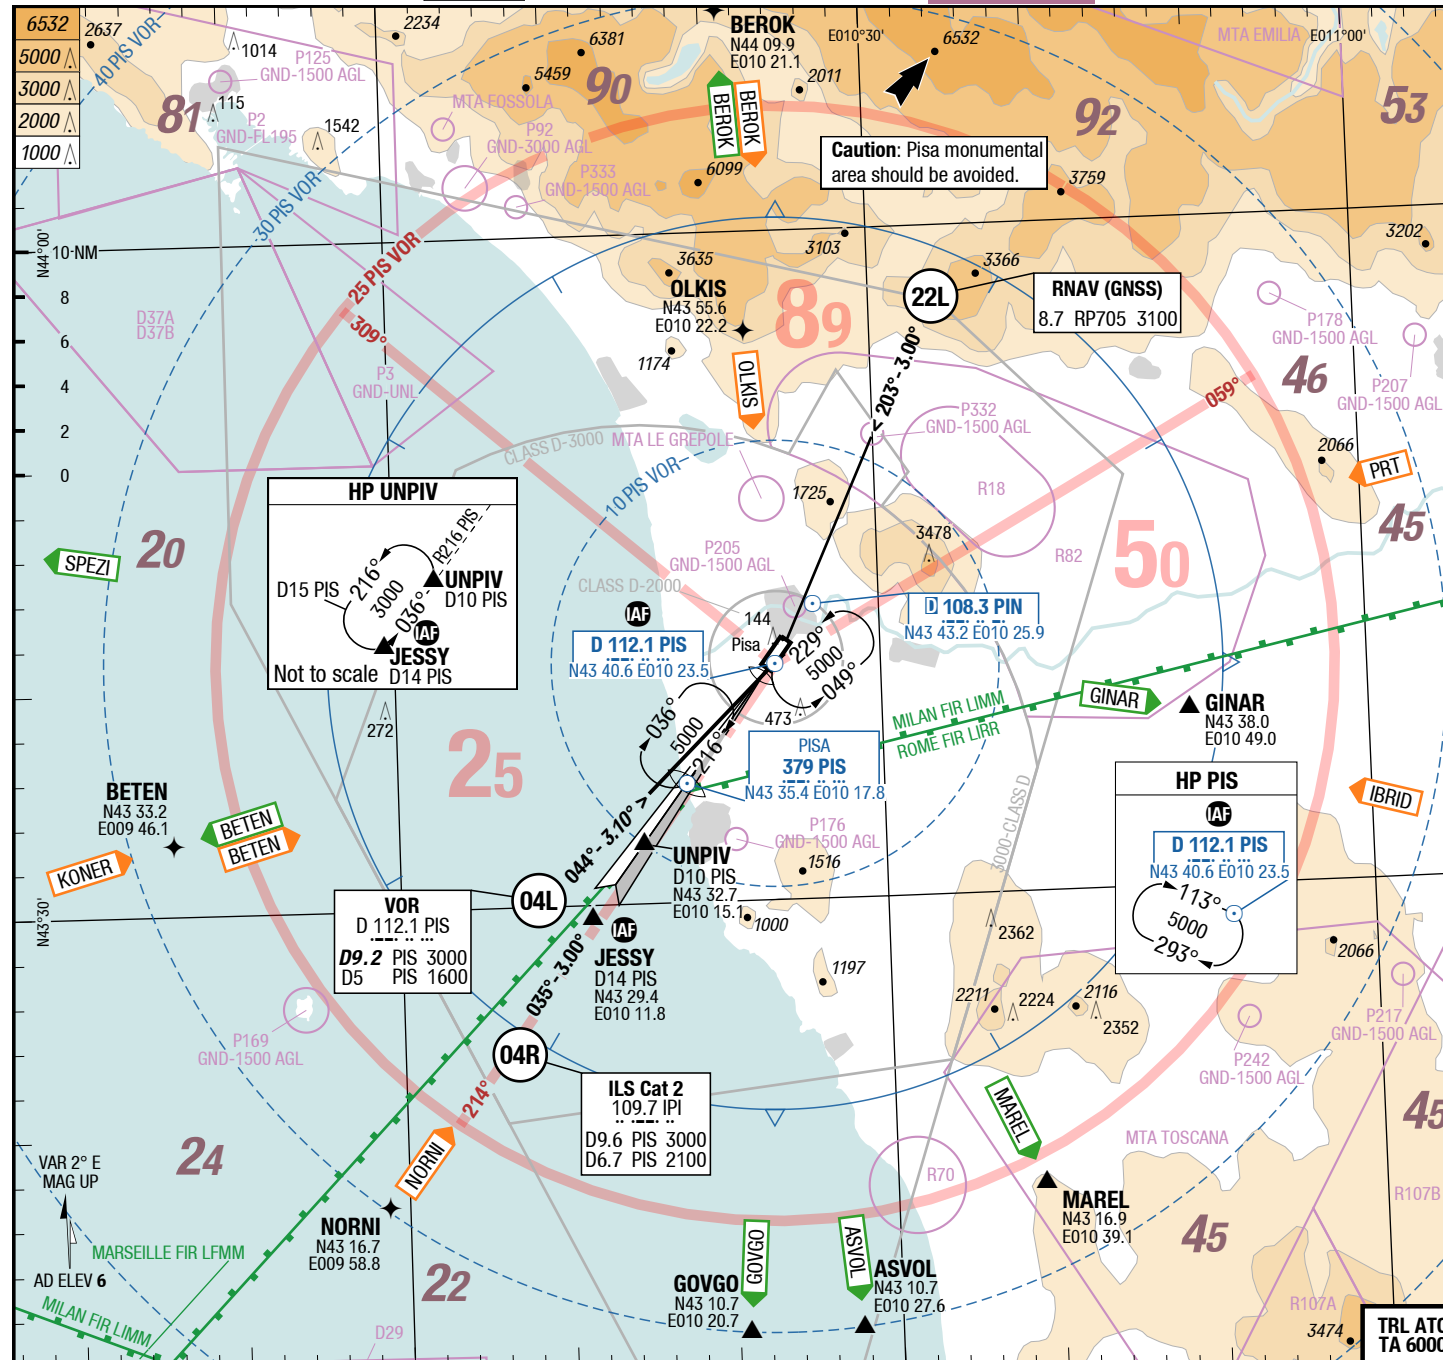 6532
5000
3000
2000
1000
2637
2234
1014
P125
GND-1500 AGL
40 PIS VOR
81
115
P2
GND-FL195
1542
6381
5459
90
MTA FOSSOLA
P92
GND-3000 AGL
P333
GND-1500 AGL
BEROK
N44 09.9
E010 21.1
2011
BEROK
BEROK
6099
E010°30'
6532
E011°00'
MTA EMILIA
92
53
Caution: Pisa monumental
area should be avoided.
3759
3202
N44°00'
10 NM
8
6
4
2
0
30 PIS VOR
25 PIS VOR
309°
D37A
D37B
P3
GND-UNL
3103
3635
OLKIS
N43 55.6
E010 22.2
1174
OLKIS
89
3366
22L
RNAV (GNSS)
8.7 RP705 3100
203°- 3.00°
P178
GND-1500 AGL
46
P207
GND-1500 AGL
059°
2066
PRT
45
CLASS D-3000
MTA LE GREPOLE
P332
GND-1500 AGL
10 PIS VOR
R18
1725
3478
R82
50
HP UNPIV
R216 PIS
216°
3000
036°
D15 PIS
UNPIV
D10 PIS
IAF
JESSY
D14 PIS
Not to scale
20
SPEZI
P205
GND-1500 AGL
CLASS D-2000
IAF
D 112.1 PIS
N43 40.6 E010 23.5
144
Pisa
D 108.3 PIN
N43 43.2 E010 25.9
229°
5000
049°
473
036°
5000
216°
MILAN FIR LIMM
ROME FIR LIRR
GINAR
GINAR
N43 38.0
E010 49.0
272
25
PISA
379 PIS
N43 35.4 E010 17.8
HP PIS
IAF
D 112.1 PIS
N43 40.6 E010 23.5
113°
5000
293°
IBRID
BETEN
N43 33.2
E009 46.1
BETEN
BETEN
KONER
044°- 3.10°
P176
GND-1500 AGL
UNPIV
D10 PIS
N43 32.7
E010 15.1
1516
3000-CLASS D
N43°30'
VOR
D 112.1 PIS
D9.2 PIS 3000
D5 PIS 1600
04L
1000
IAF
JESSY
D14 PIS
N43 29.4
E010 11.8
035°- 3.00°
1197
2362
2066
2211
2224
2116
2352
P217
GND-1500 AGL
P169
GND-1500 AGL
04R
ILS Cat 2
109.7 IPI
D9.6 PIS 3000
D6.7 PIS 2100
214°
P242
GND-1500 AGL
MAREL
MTA TOSCANA
45
24
VAR 2° E
MAG UP
AD ELEV 6
NORNI
NORNI
N43 16.7
E009 58.8
R70
MAREL
N43 16.9
E010 39.1
R107B
45
MARSEILLE FIR LFMM
MILAN FIR LIMM
22
GOVGO
GOVGO
N43 10.7
E010 20.7
ASVOL
ASVOL
N43 10.7
E010 27.6
D29
R107A
3474
TRL ATC
TA 6000